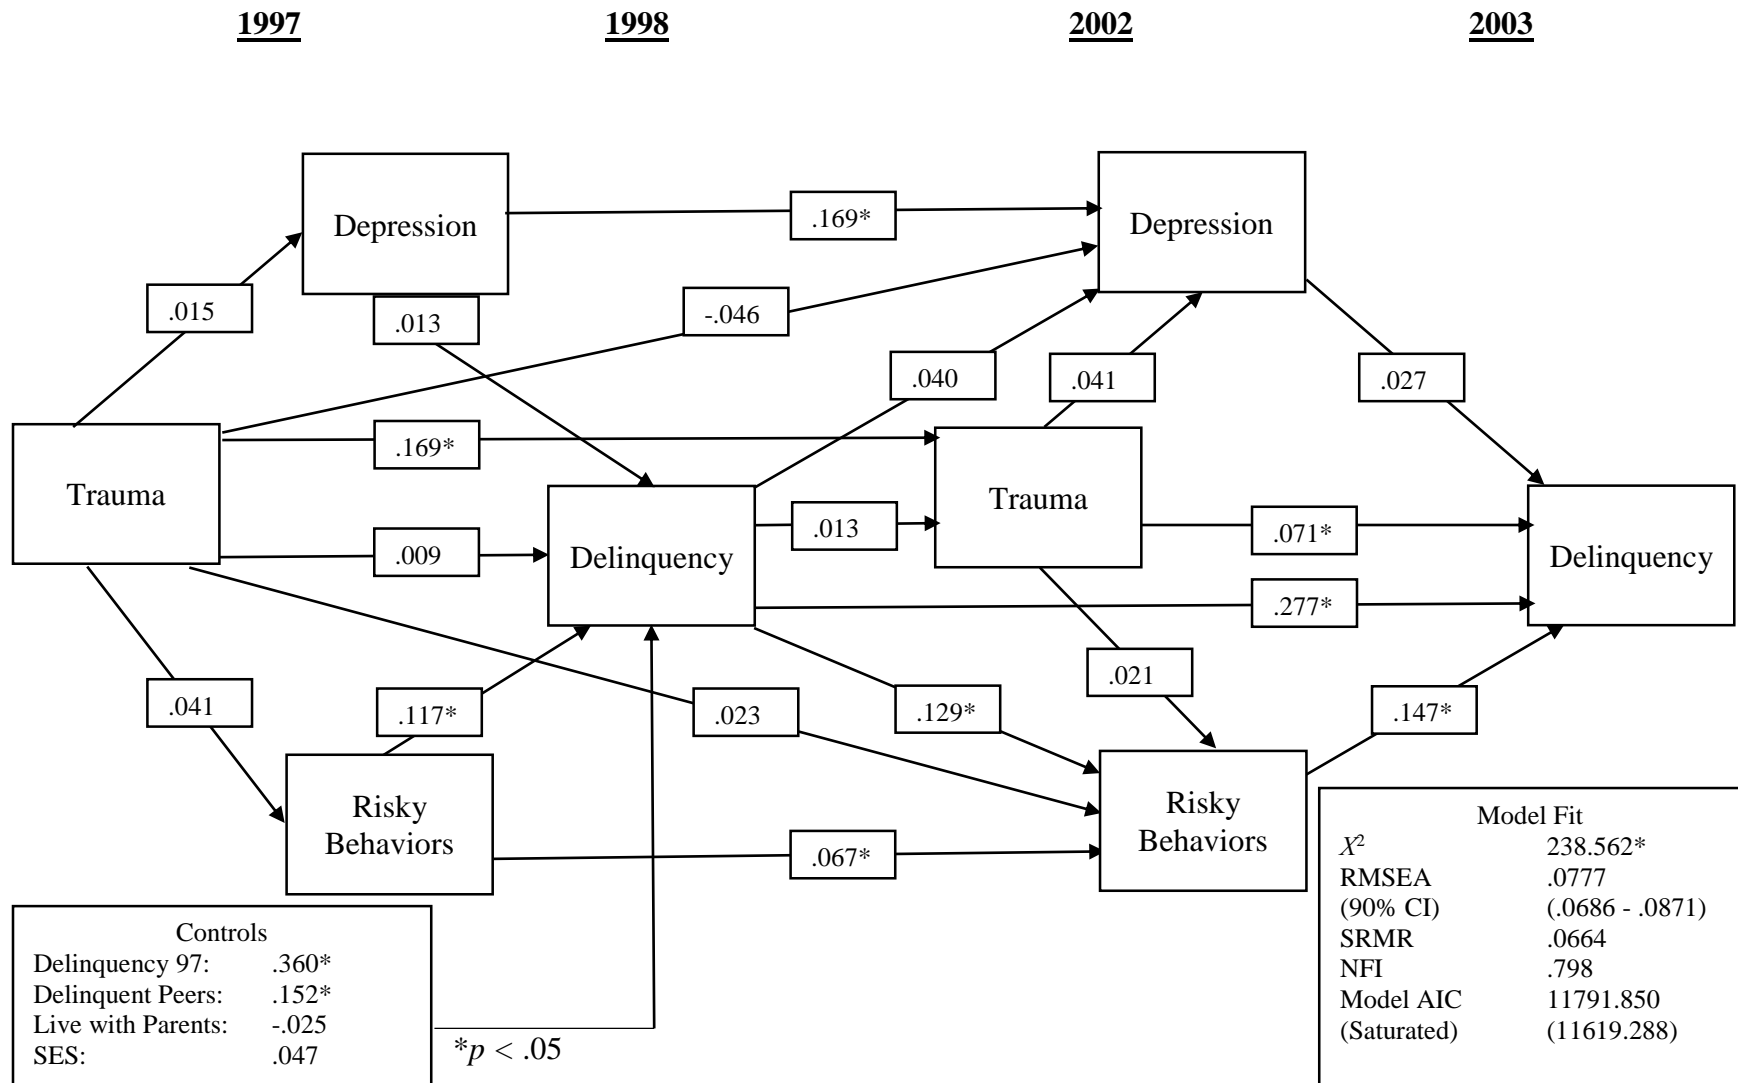 1997 1998 2002 2003
Depression
Depression
.169*
.015
.013
-.046
.040
.041
.027
Trauma
.169*
Trauma
.009
Delinquency
.013
.071*
Delinquency
.277*
.041
.117*
.023
.129*
.021
.147*
Risky
Behaviors
Risky
Behaviors
.067*
Controls
Delinquency 97: .360*
Delinquent Peers: .152*
Live with Parents: -.025
SES: .047
*p < .05
Model Fit
X² 238.562*
RMSEA .0777
(90% CI) (.0686 - .0871)
SRMR .0664
NFI .798
Model AIC 11791.850
(Saturated) (11619.288)